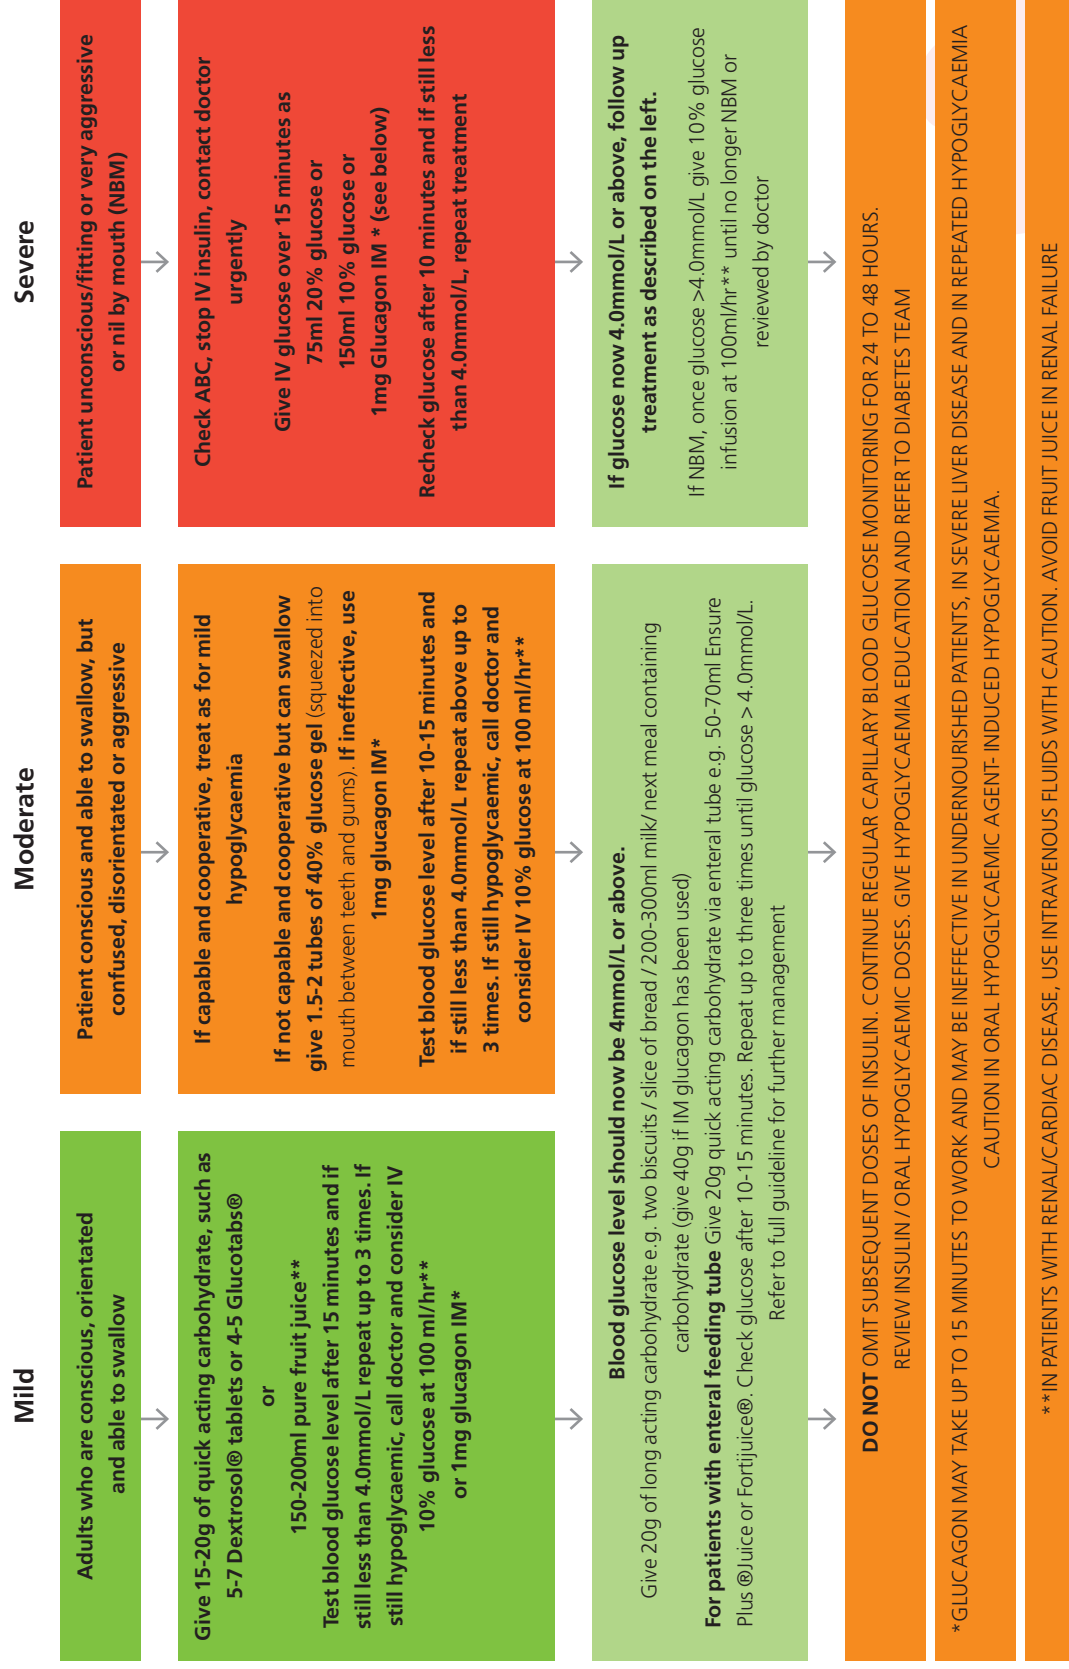 Mild
Adults who are conscious, orientated
and able to swallow
Give 15-20g of quick acting carbohydrate, such as
5-7 Dextrosol® tablets or 4-5 Glucotabs®
or
150-200ml pure fruit juice**
Test blood glucose level after 15 minutes and if
still less than 4.0mmol/L repeat up to 3 times. If
still hypoglycaemic, call doctor and consider IV
10% glucose at 100 ml/hr**
or 1mg glucagon IM*
Moderate
Patient conscious and able to swallow, but
confused, disorientated or aggressive
If capable and cooperative, treat as for mild
hypoglycaemia
If not capable and cooperative but can swallow
give 1.5-2 tubes of 40% glucose gel (squeezed into
mouth between teeth and gums). If ineffective, use
1mg glucagon IM*
Test blood glucose level after 10-15 minutes and
if still less than 4.0mmol/L repeat above up to
3 times. If still hypoglycaemic, call doctor and
consider IV 10% glucose at 100 ml/hr**
Severe
Patient unconscious/fitting or very aggressive
or nil by mouth (NBM)
Check ABC, stop IV insulin, contact doctor
urgently
Give IV glucose over 15 minutes as
75ml 20% glucose or
150ml 10% glucose or
1mg Glucagon IM * (see below)
Recheck glucose after 10 minutes and if still less
than 4.0mmol/L, repeat treatment
Blood glucose level should now be 4mmol/L or above.
Give 20g of long acting carbohydrate e.g. two biscuits / slice of bread / 200-300ml milk/ next meal containing
carbohydrate (give 40g if IM glucagon has been used)
For patients with enteral feeding tube Give 20g quick acting carbohydrate via enteral tube e.g. 50-70ml Ensure
Plus ®Juice or Fortijuice®. Check glucose after 10-15 minutes. Repeat up to three times until glucose > 4.0mmol/L.
Refer to full guideline for further management
If glucose now 4.0mmol/L or above, follow up
treatment as described on the left.
If NBM, once glucose >4.0mmol/L give 10% glucose
infusion at 100ml/hr** until no longer NBM or
reviewed by doctor
DO NOT OMIT SUBSEQUENT DOSES OF INSULIN. CONTINUE REGULAR CAPILLARY BLOOD GLUCOSE MONITORING FOR 24 TO 48 HOURS.
REVIEW INSULIN / ORAL HYPOGLYCAEMIC DOSES. GIVE HYPOGLYCAEMIA EDUCATION AND REFER TO DIABETES TEAM
*GLUCAGON MAY TAKE UP TO 15 MINUTES TO WORK AND MAY BE INEFFECTIVE IN UNDERNOURISHED PATIENTS, IN SEVERE LIVER DISEASE AND IN REPEATED HYPOGLYCAEMIA
CAUTION IN ORAL HYPOGLYCAEMIC AGENT- INDUCED HYPOGLYCAEMIA.
**IN PATIENTS WITH RENAL/CARDIAC DISEASE, USE INTRAVENOUS FLUIDS WITH CAUTION. AVOID FRUIT JUICE IN RENAL FAILURE